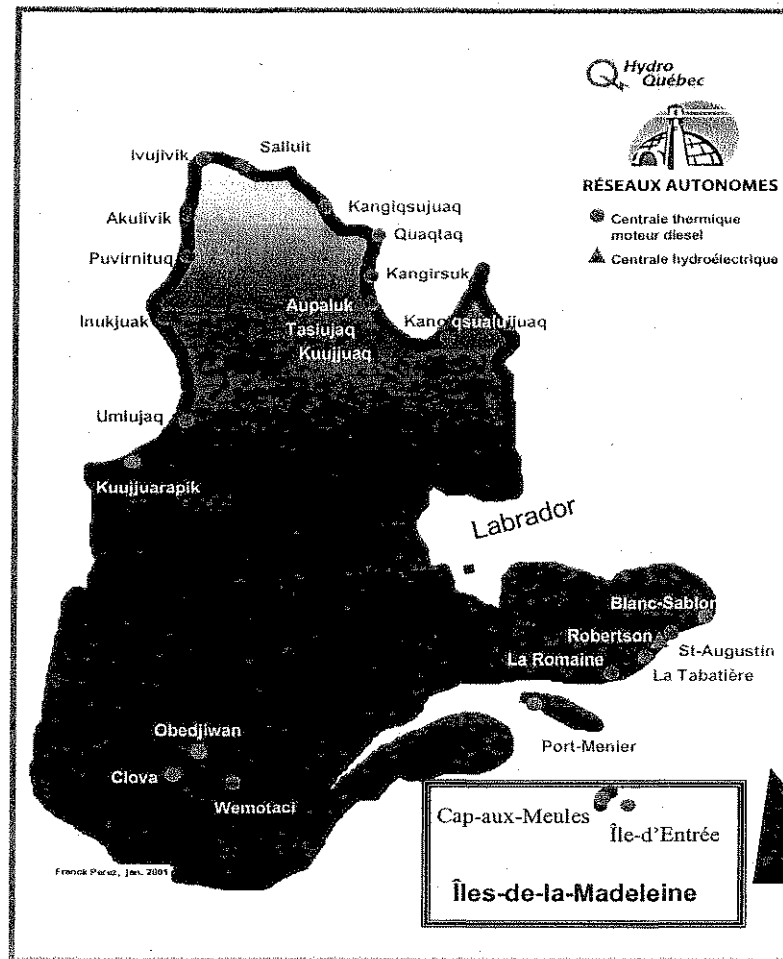 Hydro
Québec
RÉSEAUX AUTONOMES
Centrale thermique
moteur diesel
Centrale hydroélectrique
Salluit
Ivujivik
Akulivik
Kangiqsujuaq
Quaqtaq
Puvirnituq
Kangirsuk
Aupaluk
Inukjuak
Kangiqsualujjuaq
Tasiujaq
Kuujjuaq
Umiujaq
Kuujjuarapik
Labrador
Blanc-Sablon
Robertson
St-Augustin
La Romaine
La Tabatière
Obedjiwan
Port-Menier
Clova
Wemotaci
Cap-aux-Meules
Île-d'Entrée
Franck Perez, Jan. 2001
Îles-de-la-Madeleine